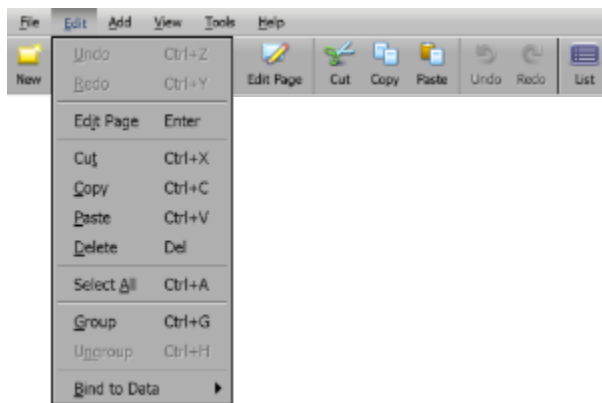 File Edit Add View Tools Help
New Edit Page Cut Copy Paste Undo Redo List
Undo Ctrl+Z
Redo Ctrl+Y
Edit Page Enter
Cut Ctrl+X
Copy Ctrl+C
Paste Ctrl+V
Delete Del
Select All Ctrl+A
Group Ctrl+G
Ungroup Ctrl+H
Bind to Data